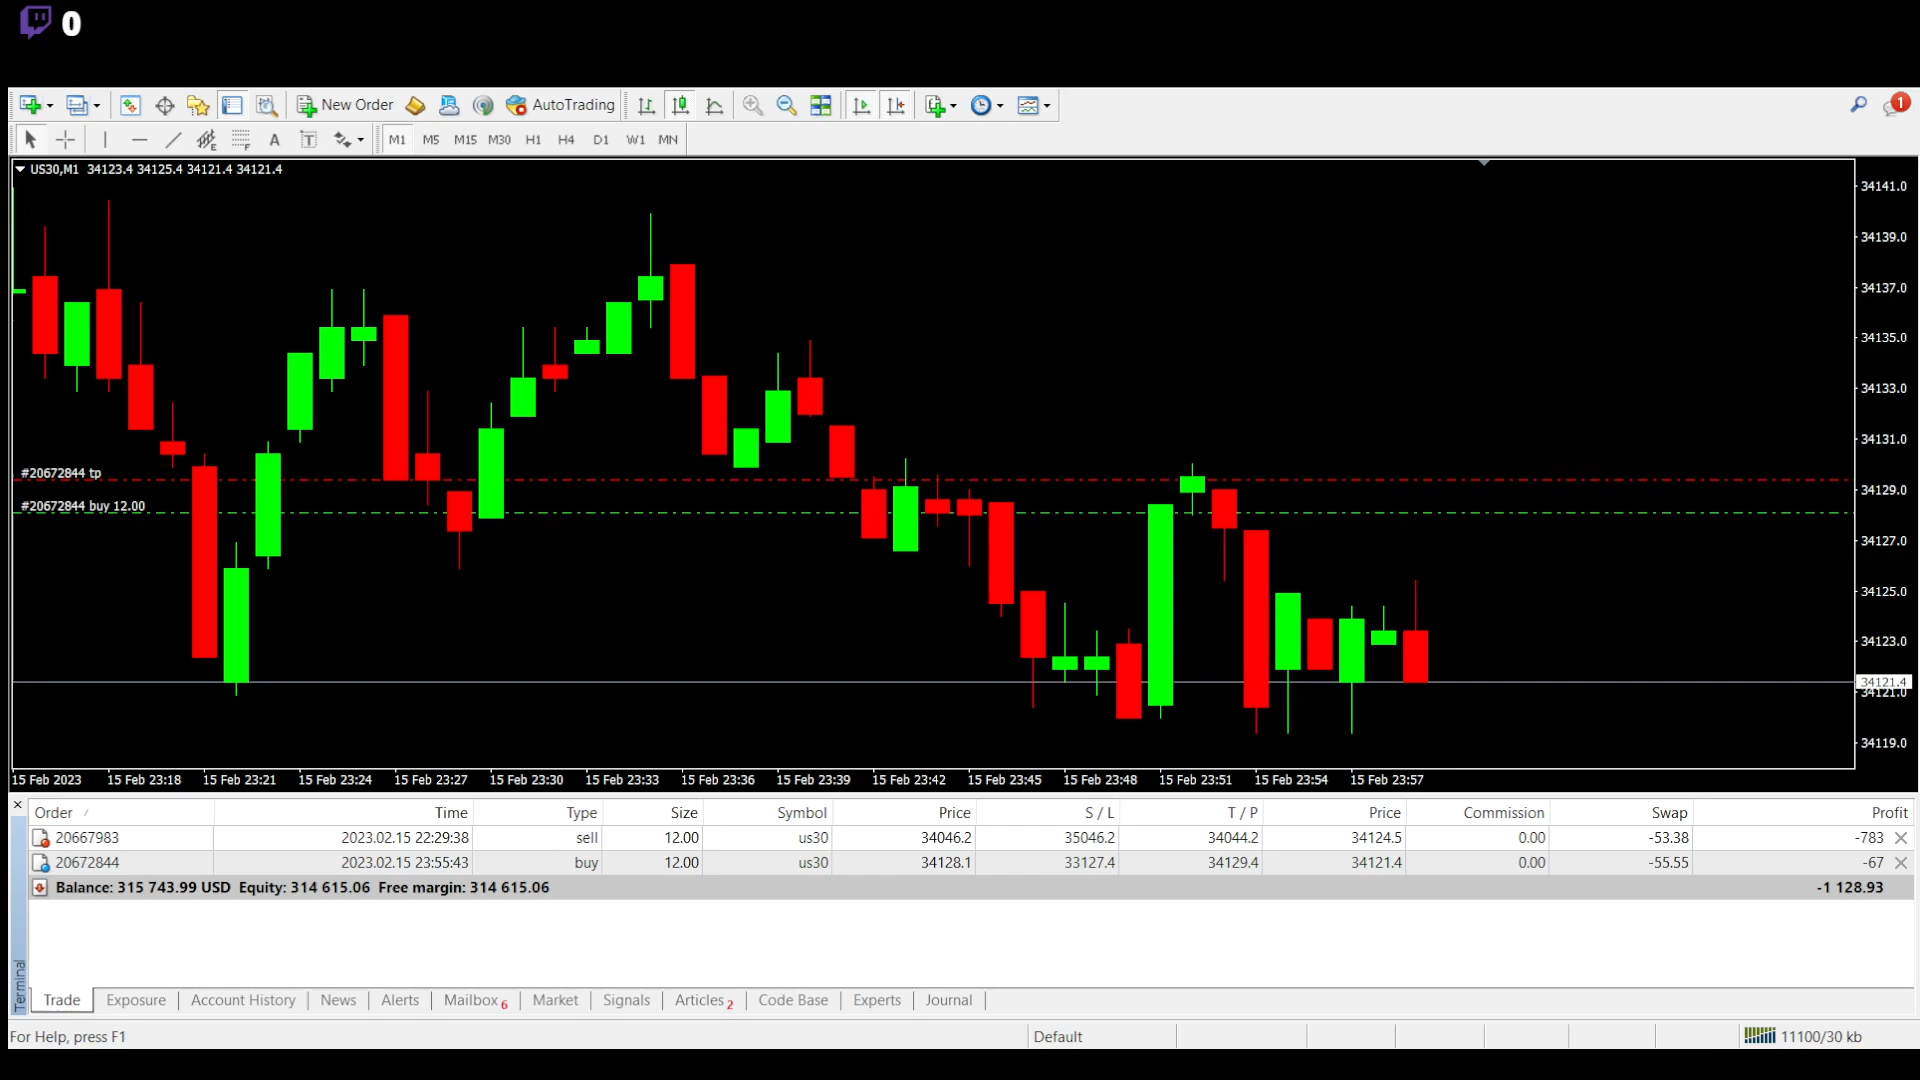 0
New Order AutoTrading 1
A T M1 M5 M15 M30 H1 H4 D1 W1 MN
US30,M1 34123.4 34125.4 34121.4 34121.4
34141.0
34139.0
34137.0
34135.0
34133.0
34131.0
#20672844 tp
34129.0
#20672844 buy 12.00
34127.0
34125.0
34123.0
34121.4
34121.0
34119.0
15 Feb 2023 15 Feb 23:18 15 Feb 23:21 15 Feb 23:24 15 Feb 23:27 15 Feb 23:30 15 Feb 23:33 15 Feb 23:36 15 Feb 23:39 15 Feb 23:42 15 Feb 23:45 15 Feb 23:48 15 Feb 23:51 15 Feb 23:54 15 Feb 23:57
Order / Time Type Size Symbol Price S / L T / P Price Commission Swap Profit
20667983 2023.02.15 22:29:38 sell 12.00 us30 34046.2 35046.2 34044.2 34124.5 0.00 -53.38 -783
20672844 2023.02.15 23:55:43 buy 12.00 us30 34128.1 33127.4 34129.4 34121.4 0.00 -55.55 -67
Balance: 315 743.99 USD Equity: 314 615.06 Free margin: 314 615.06 -1 128.93
Terminal
Trade Exposure Account History News Alerts Mailbox 6 Market Signals Articles 2 Code Base Experts Journal
For Help, press F1 Default 11100/30 kb